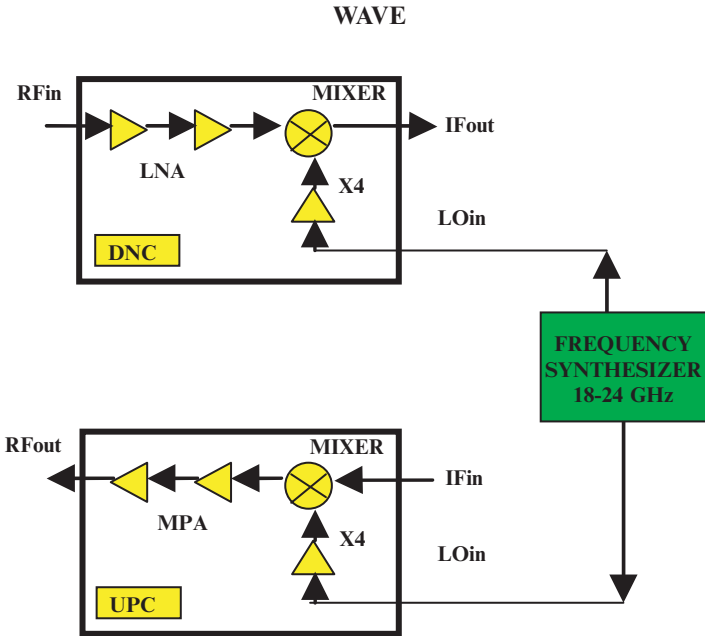 WAVE
MIXER
RFin
IFout
LNA
X4
LOin
DNC
FREQUENCY
SYNTHESIZER
18-24 GHz
MIXER
RFout
IFin
MPA
X4
LOin
UPC